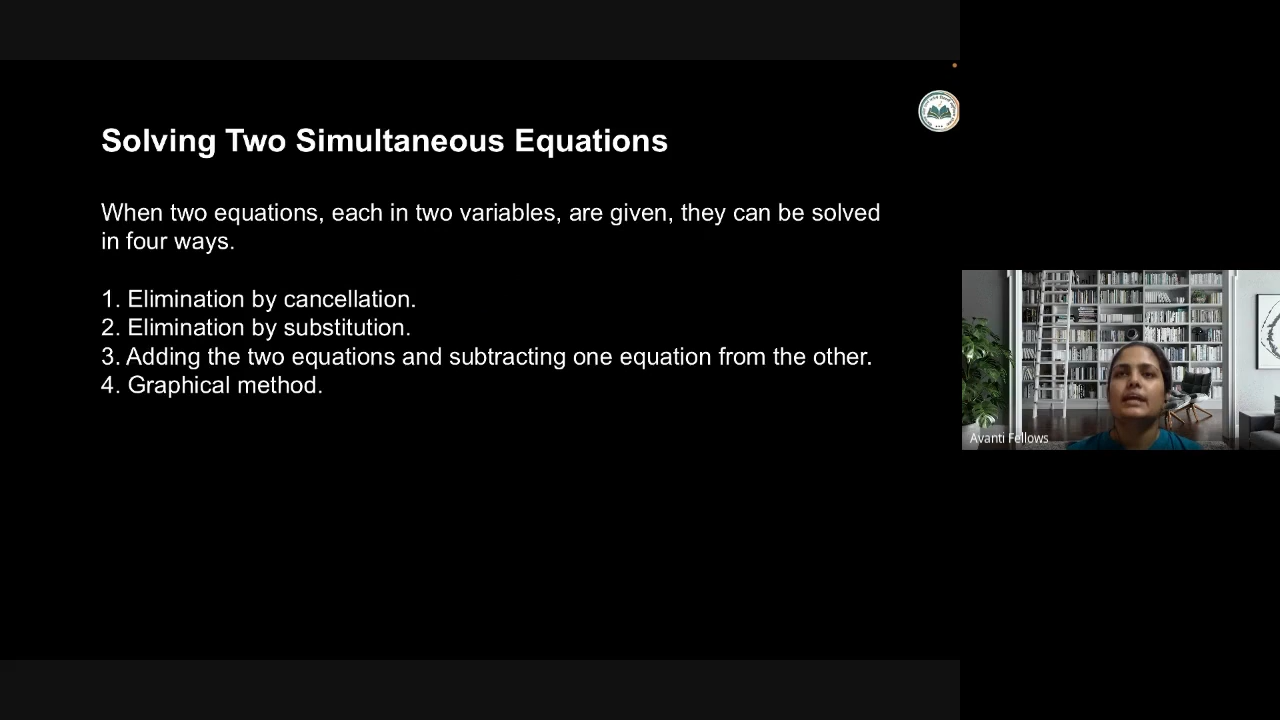 Solving Two Simultaneous Equations
When two equations, each in two variables, are given, they can be solved
in four ways.
1. Elimination by cancellation.
2. Elimination by substitution.
3. Adding the two equations and subtracting one equation from the other.
4. Graphical method.
Avanti Fellows